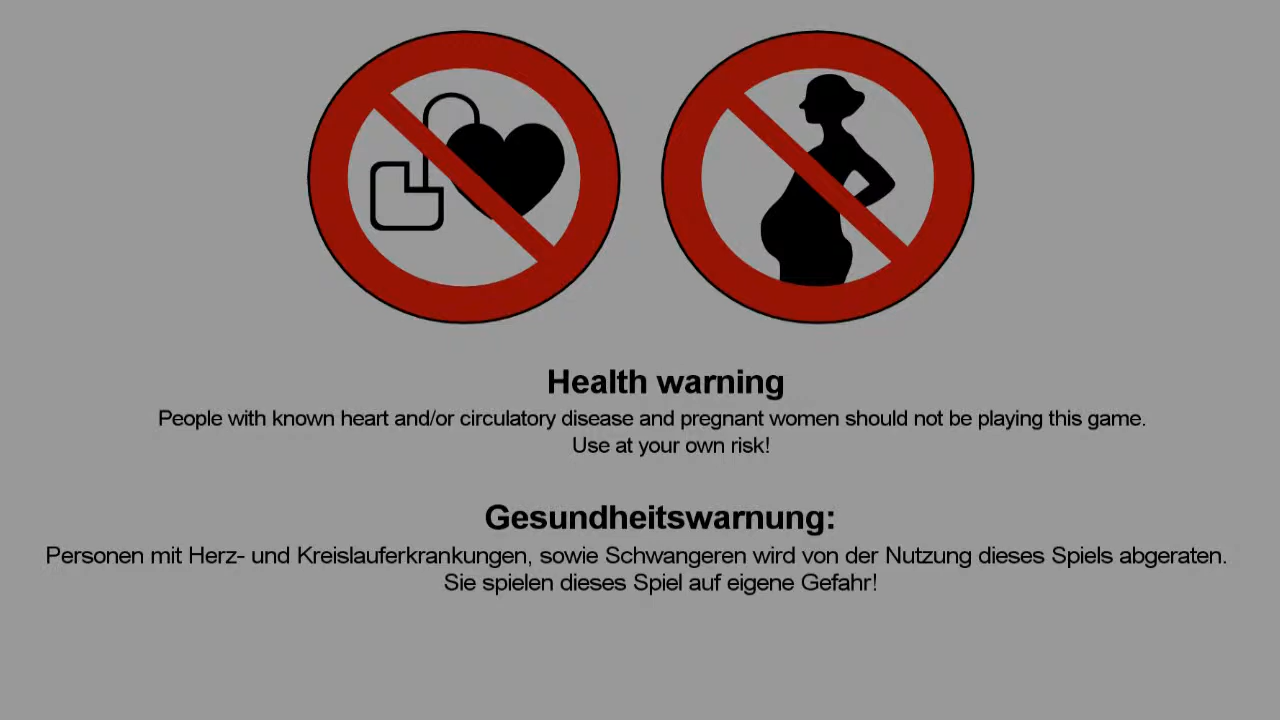 Health warning
People with known heart and/or circulatory disease and pregnant women should not be playing this game.
Use at your own risk!
Gesundheitswarnung:
Personen mit Herz- und Kreislauferkrankungen, sowie Schwangeren wird von der Nutzung dieses Spiels abgeraten.
Sie spielen dieses Spiel auf eigene Gefahr!